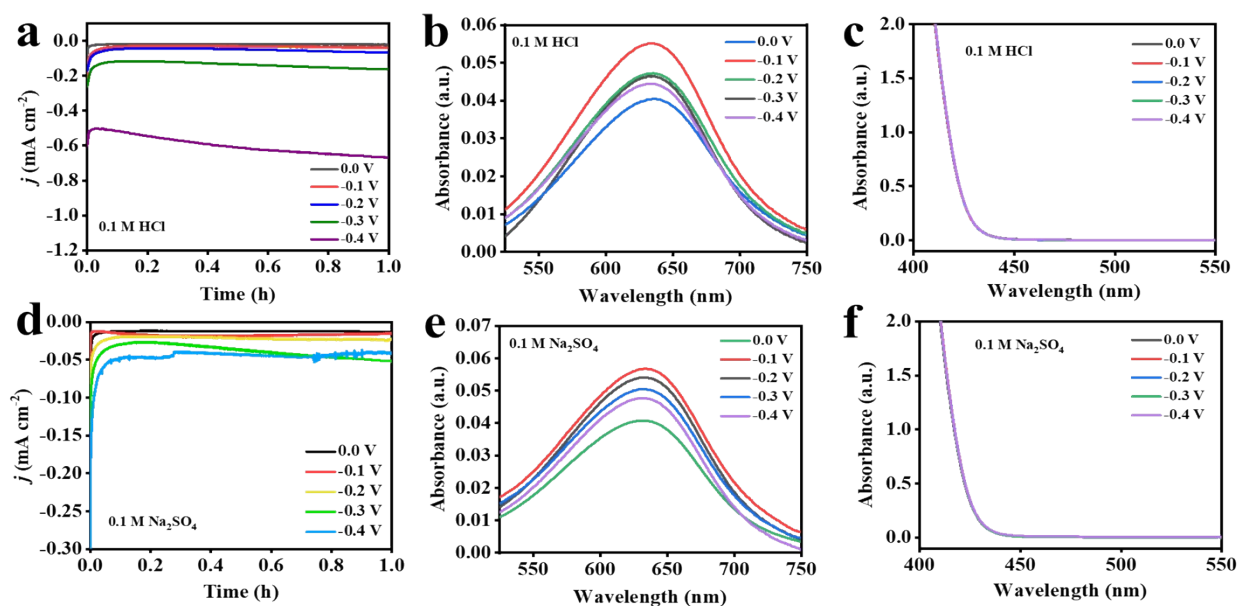 a
0.0
-0.2
-0.4
-0.6
-0.8
-1.0
-1.2
j (mA cm⁻²)
0.0 V
-0.1 V
-0.2 V
-0.3 V
-0.4 V
0.1 M HCl
0.0 0.2 0.4 0.6 0.8 1.0
Time (h)
b
0.06
0.05
0.04
0.03
0.02
0.01
0.00
Absorbance (a.u.)
0.1 M HCl
0.0 V
-0.1 V
-0.2 V
-0.3 V
-0.4 V
550 600 650 700 750
Wavelength (nm)
c
2.0
1.5
1.0
0.5
0.0
Absorbance (a.u.)
0.1 M HCl
0.0 V
-0.1 V
-0.2 V
-0.3 V
-0.4 V
400 450 500 550
Wavelength (nm)
d
0.00
-0.05
-0.10
-0.15
-0.20
-0.25
-0.30
j (mA cm⁻²)
0.0 V
-0.1 V
-0.2 V
-0.3 V
-0.4 V
0.1 M Na₂SO₄
0.0 0.2 0.4 0.6 0.8 1.0
Time (h)
e
0.07
0.06
0.05
0.04
0.03
0.02
0.01
0.00
Absorbance (a.u.)
0.1 M Na₂SO₄
0.0 V
-0.1 V
-0.2 V
-0.3 V
-0.4 V
550 600 650 700 750
Wavelength (nm)
f
2.0
1.5
1.0
0.5
0.0
Absorbance (a.u.)
0.1 M Na₂SO₄
0.0 V
-0.1 V
-0.2 V
-0.3 V
-0.4 V
400 450 500 550
Wavelength (nm)